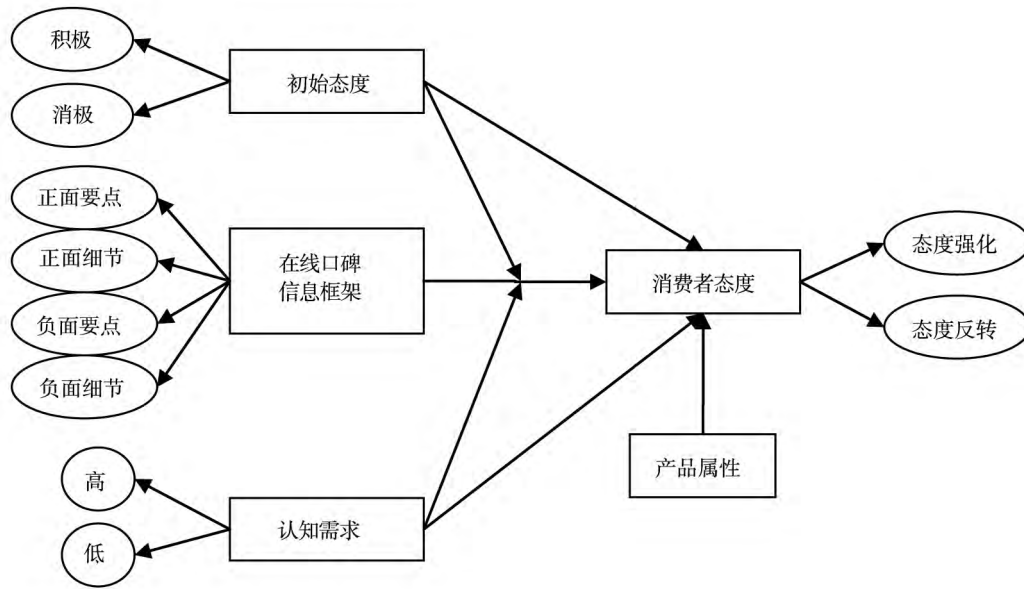 积极
消极
初始态度
正面要点
正面细节
负面要点
负面细节
在线口碑
信息框架
高
低
认知需求
消费者态度
产品属性
态度强化
态度反转